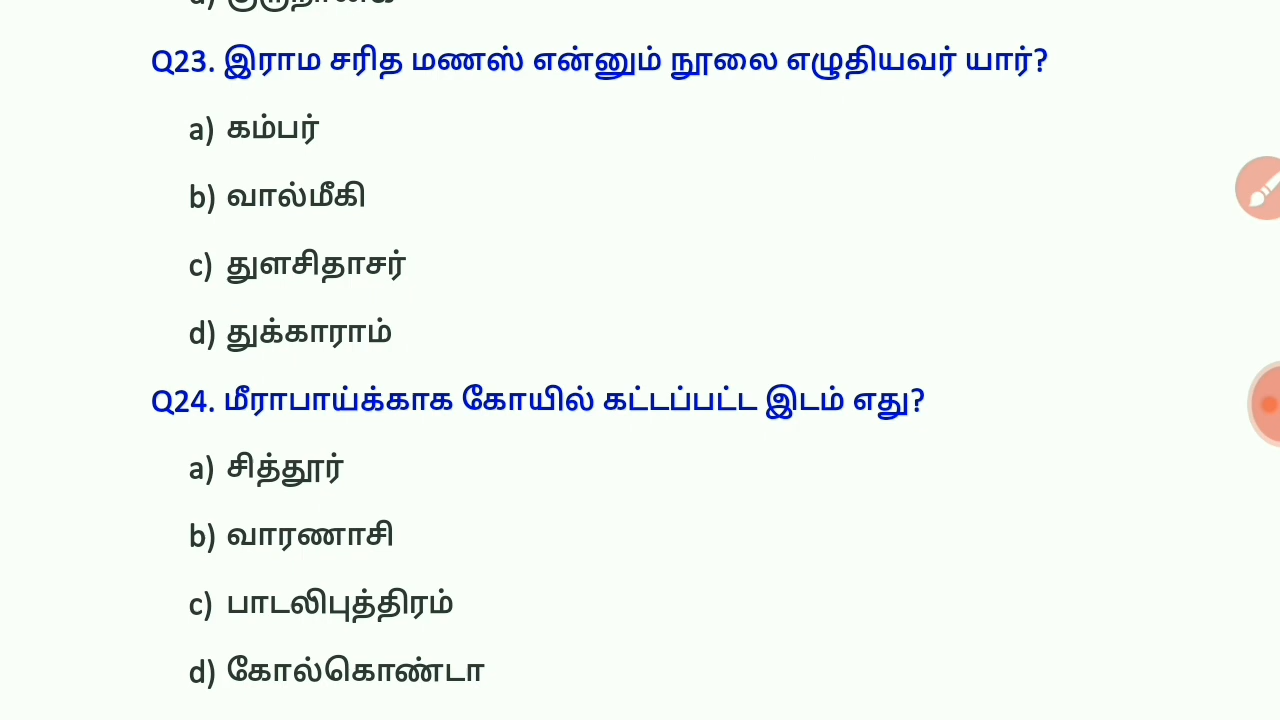 Q23. இராம சரித மணஸ் என்னும் நூலை எழுதியவர் யார்?
a) கம்பர்
b) வால்மீகி
c) துளசிதாசர்
d) துக்காராம்
Q24. மீராபாய்க்காக கோயில் கட்டப்பட்ட இடம் எது?
a) சித்தூர்
b) வாரணாசி
c) பாடலிபுத்திரம்
d) கோல்கொண்டா